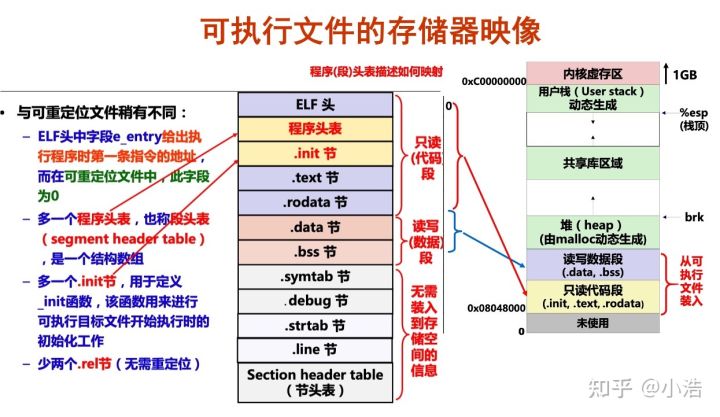 可执行文件的存储器映像
程序(段)头表描述如何映射
• 与可重定位文件稍有不同：
– ELF头中字段e_entry给出执
行程序时第一条指令的地址，
而在可重定位文件中，此字段
为0
– 多一个程序头表，也称段头表
（segment header table）
，是一个结构数组
– 多一个.init节，用于定义
_init函数，该函数用来进行
可执行目标文件开始执行时的
初始化工作
– 少两个.rel节（无需重定位）
ELF 头
程序头表
.init 节
.text 节
.rodata 节
.data 节
.bss 节
.symtab 节
.debug 节
.strtab 节
.line 节
Section header table
（节头表）
0
只读
(代码)
段
读写
(数据)
段
无需
装入
到存
储空
间的
信息
0xC00000000
内核虚存区
1GB
用户栈（User stack）
动态生成
%esp
(栈顶)
共享库区域
brk
堆（heap）
(由malloc动态生成)
读写数据段
(.data, .bss)
只读代码段
(.init, .text, .rodata)
从可
执行
文件
装入
0x08048000
未使用
0
知乎 @小浩